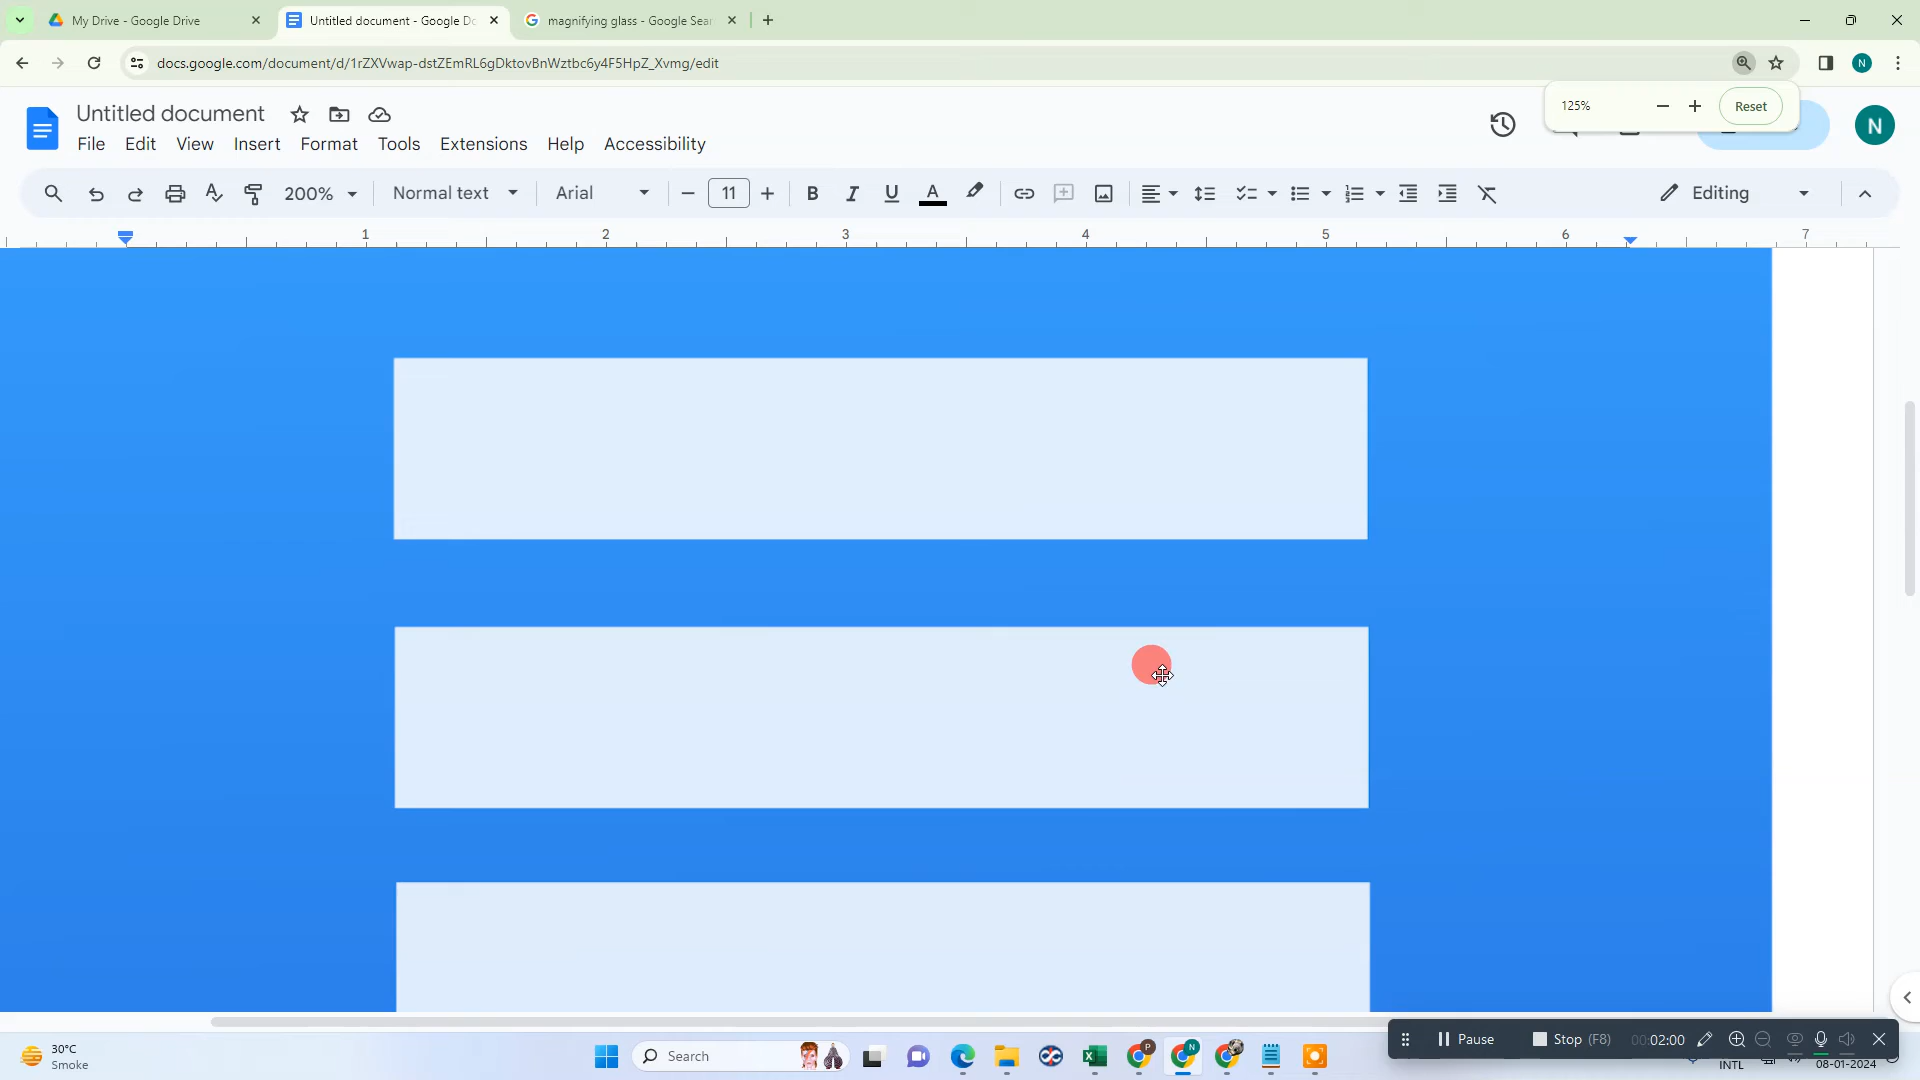 My Drive - Google Drive
Untitled document - Google Do
magnifying glass - Google Sear
docs.google.com/document/d/1rZXVwap-dstZEmRL6gDktovBnWztbc6y4F5HpZ_Xvmg/edit
125%
Reset
Untitled document
File Edit View Insert Format Tools Extensions Help Accessibility
N
N
200% Normal text Arial 11 B I U A Editing
1 2 3 4 5 6 7
30°C
Smoke
Search
P
N
Pause
Stop (F8)
00:02:00
INTL
08-01-2024